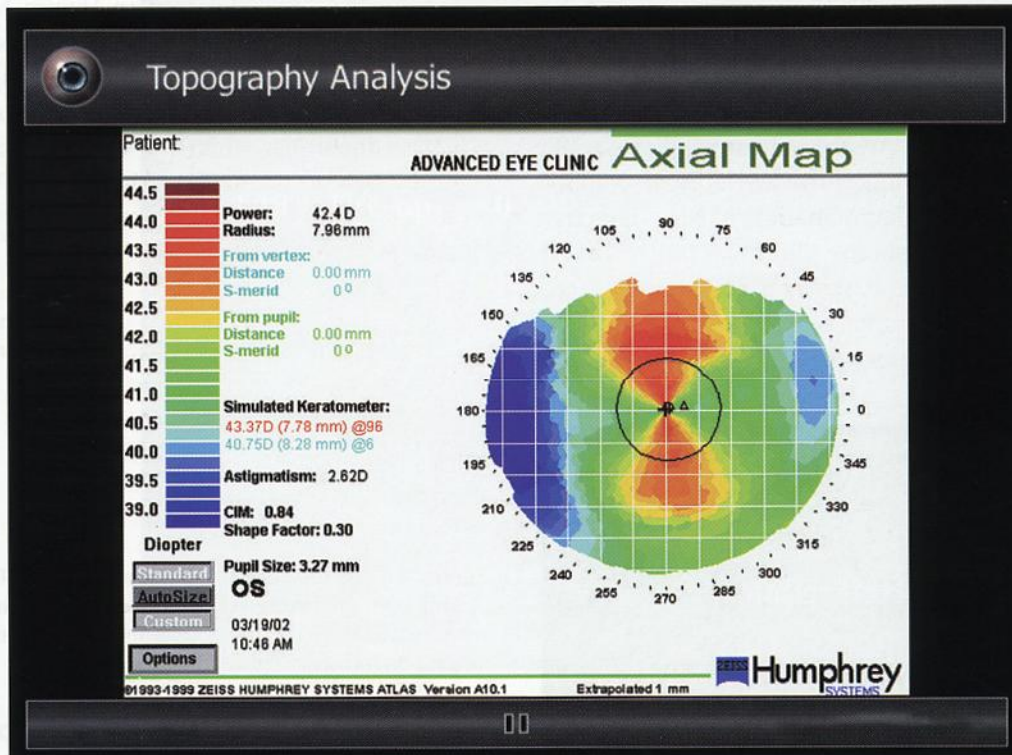 Topography Analysis
Patient:
ADVANCED EYE CLINIC Axial Map
44.5
44.0
43.5
43.0
42.5
42.0
41.5
41.0
40.5
40.0
39.5
39.0
Diopter
Standard
AutoSize
Custom
Options
Power: 42.4 D
Radius: 7.96 mm
From vertex:
Distance 0.00 mm
S-merid 0º
From pupil:
Distance 0.00 mm
S-merid 0º
Simulated Keratometer:
43.37D (7.78 mm) @96
40.75D (8.28 mm) @6
Astigmatism: 2.62D
CIM: 0.84
Shape Factor: 0.30
Pupil Size: 3.27 mm
OS
03/19/02
10:46 AM
90
105
75
120
60
135
45
150
30
165
15
180
0
195
345
210
330
225
315
240
300
255
270
285
ZEISS Humphrey
SYSTEMS
©1993-1999 ZEISS HUMPHREY SYSTEMS ATLAS Version A10.1 Extrapolated 1 mm